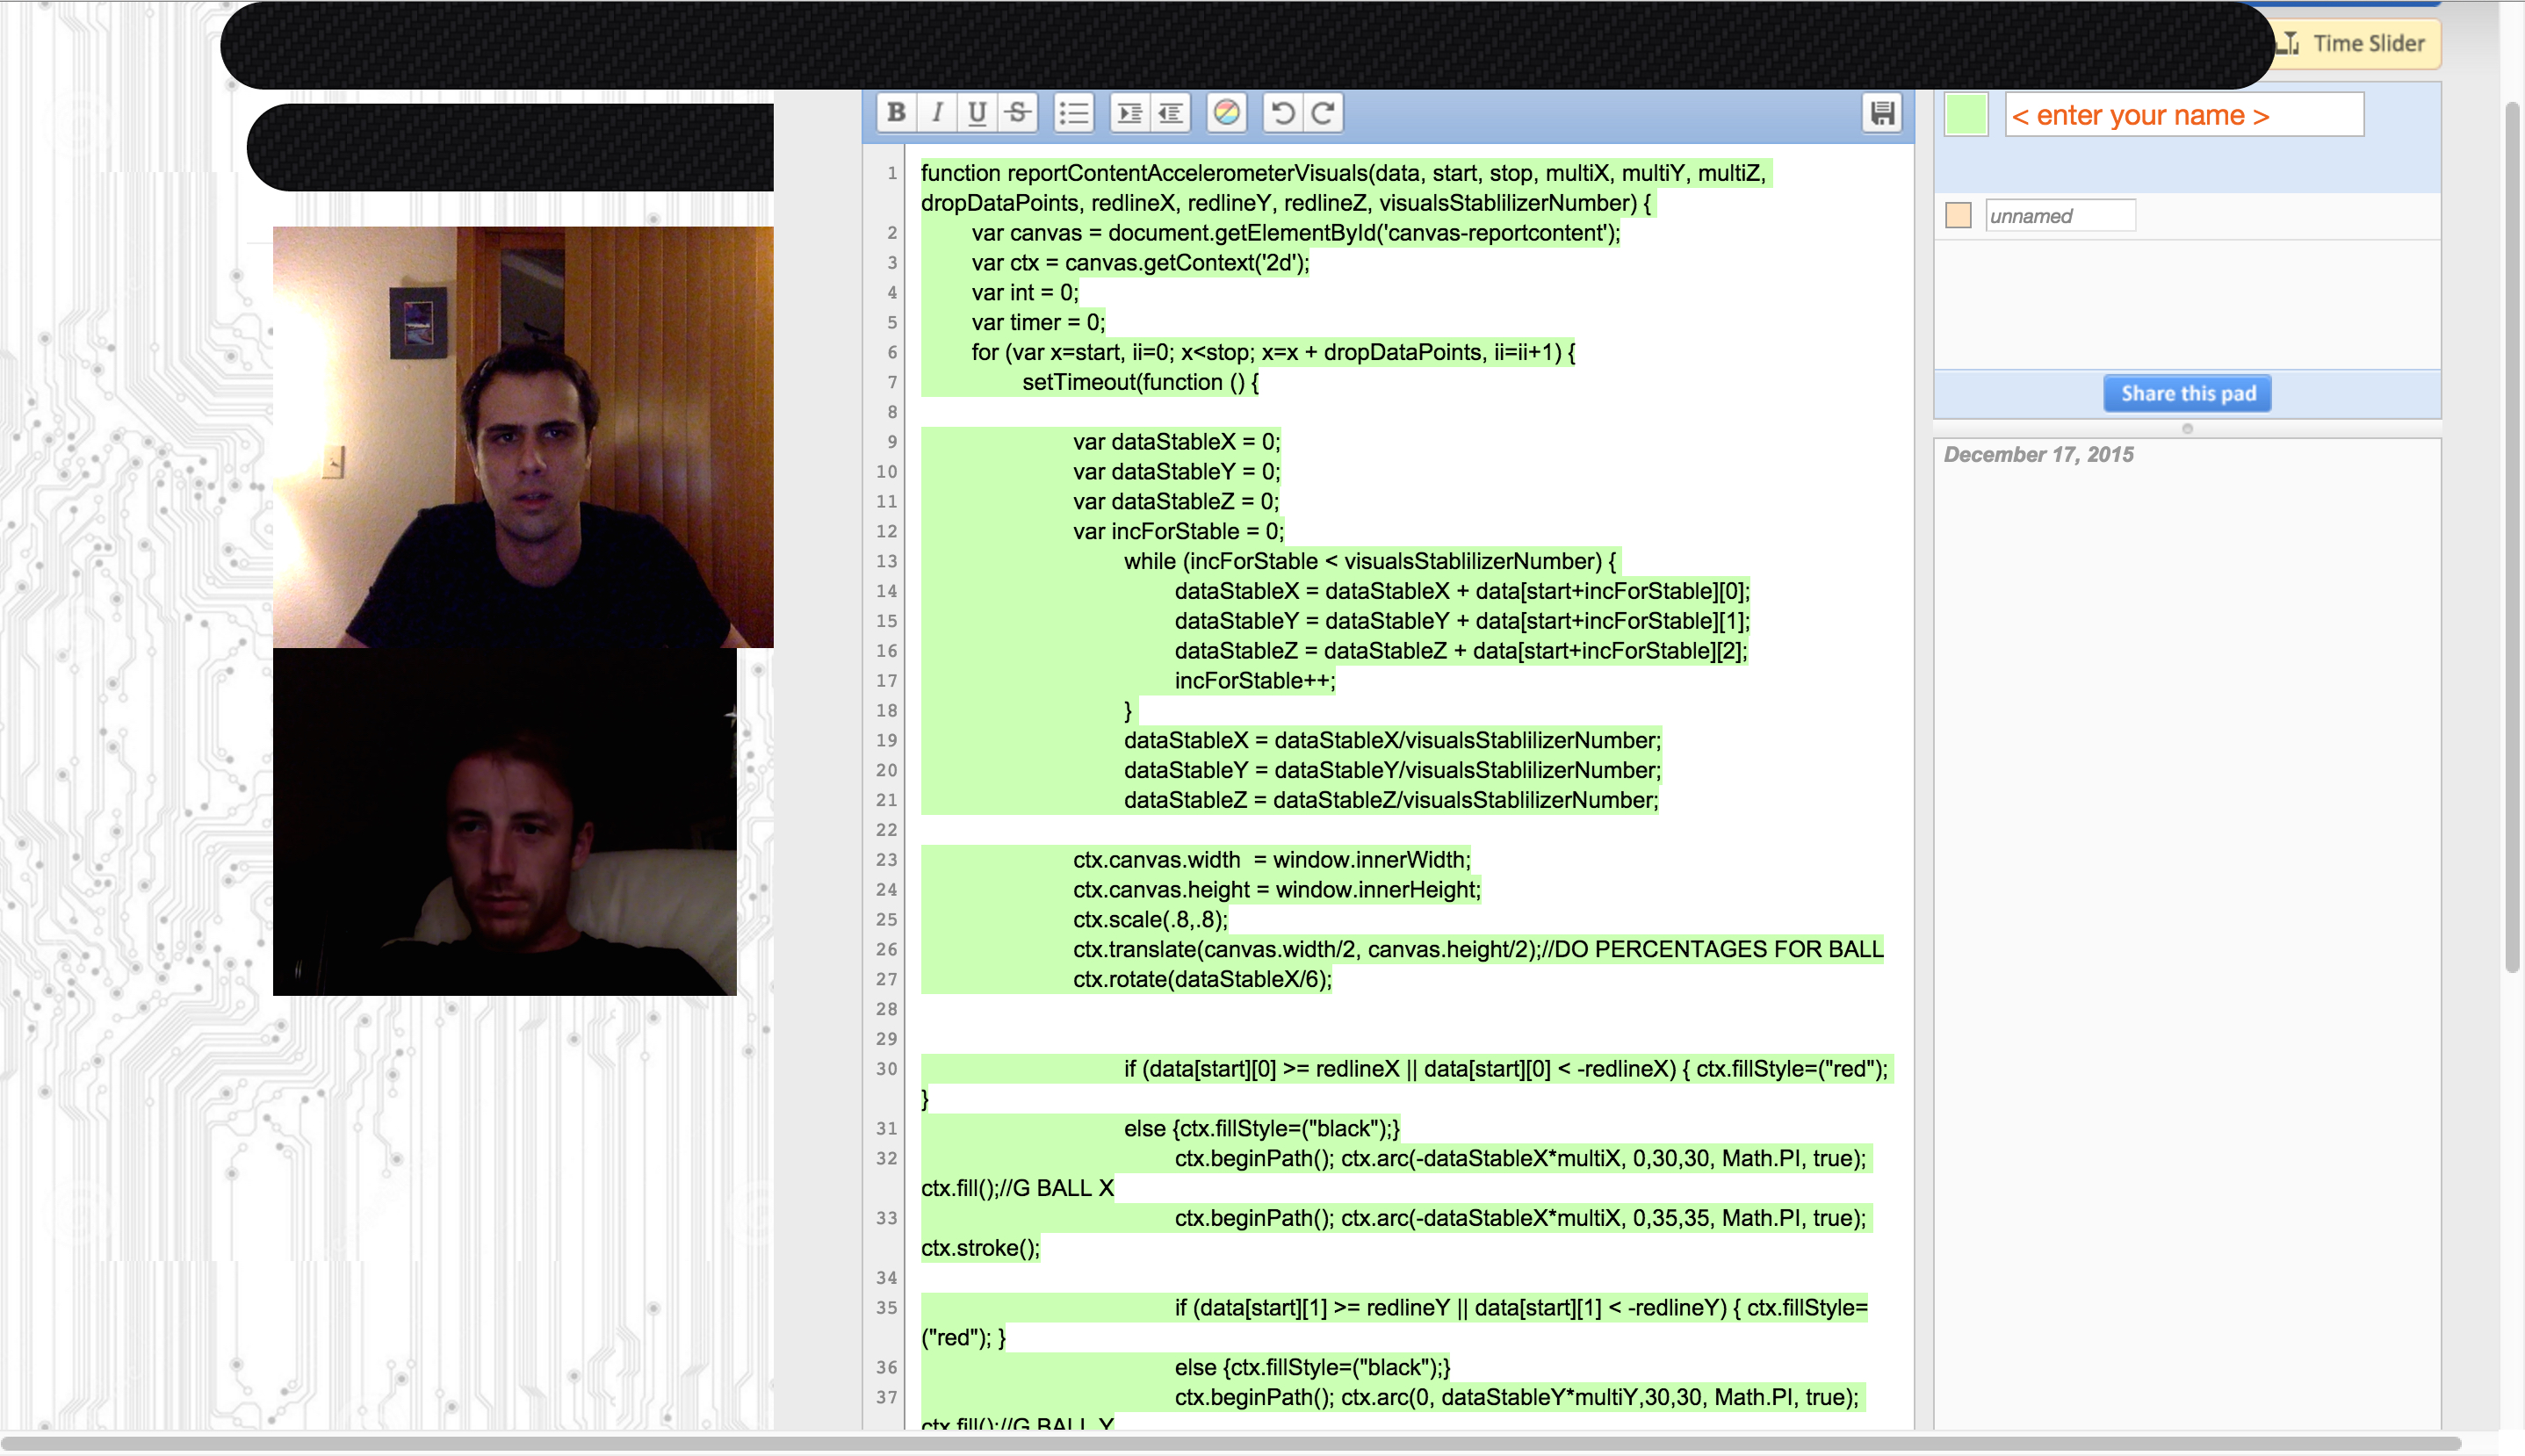 Time Slider
B I U S
< enter your name >
unnamed
Share this pad
December 17, 2015
1 function reportContentAccelerometerVisuals(data, start, stop, multiX, multiY, multiZ,
dropDataPoints, redlineX, redlineY, redlineZ, visualsStablilizerNumber) {
2 var canvas = document.getElementById('canvas-reportcontent');
3 var ctx = canvas.getContext('2d');
4 var int = 0;
5 var timer = 0;
6 for (var x=start, ii=0; x<stop; x=x + dropDataPoints, ii=ii+1) {
7 setTimeout(function () {
8
9 var dataStableX = 0;
10 var dataStableY = 0;
11 var dataStableZ = 0;
12 var incForStable = 0;
13 while (incForStable < visualsStablilizerNumber) {
14 dataStableX = dataStableX + data[start+incForStable][0];
15 dataStableY = dataStableY + data[start+incForStable][1];
16 dataStableZ = dataStableZ + data[start+incForStable][2];
17 incForStable++;
18 }
19 dataStableX = dataStableX/visualsStablilizerNumber;
20 dataStableY = dataStableY/visualsStablilizerNumber;
21 dataStableZ = dataStableZ/visualsStablilizerNumber;
22
23 ctx.canvas.width  = window.innerWidth;
24 ctx.canvas.height = window.innerHeight;
25 ctx.scale(.8,.8);
26 ctx.translate(canvas.width/2, canvas.height/2);//DO PERCENTAGES FOR BALL
27 ctx.rotate(dataStableX/6);
28
29
30 if (data[start][0] >= redlineX || data[start][0] < -redlineX) { ctx.fillStyle=("red");
}
31 else {ctx.fillStyle=("black");}
32 ctx.beginPath(); ctx.arc(-dataStableX*multiX, 0,30,30, Math.PI, true);
ctx.fill();//G BALL X
33 ctx.beginPath(); ctx.arc(-dataStableX*multiX, 0,35,35, Math.PI, true);
ctx.stroke();
34
35 if (data[start][1] >= redlineY || data[start][1] < -redlineY) { ctx.fillStyle=
("red"); }
36 else {ctx.fillStyle=("black");}
37 ctx.beginPath(); ctx.arc(0, dataStableY*multiY,30,30, Math.PI, true);
ctx.fill();//G BALL Y